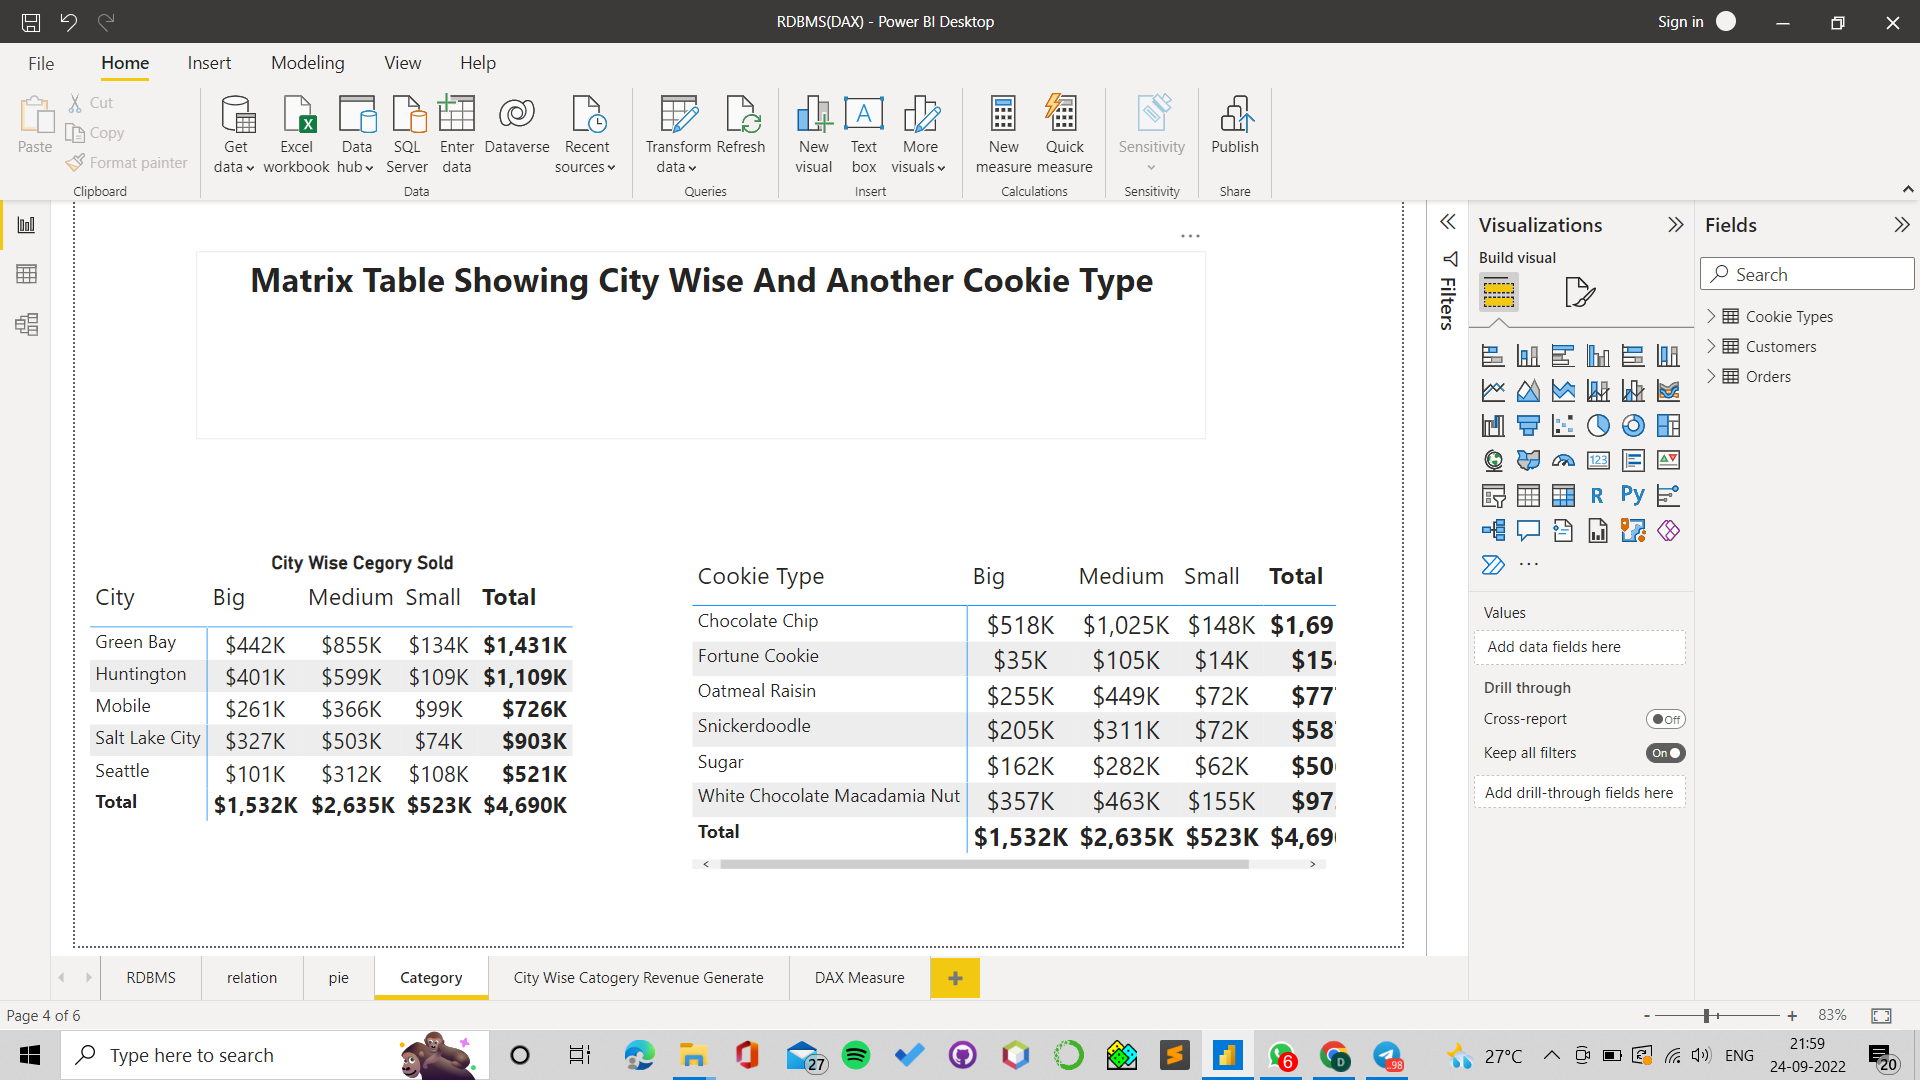 RDBMS(DAX) - Power BI Desktop
Sign in
File Home Insert Modeling View Help
Paste
Cut
Copy
Format painter
Clipboard
Get data
Excel workbook
Data hub
SQL Server
Enter data
Dataverse
Recent sources
Data
Transform data
Refresh
Queries
New visual
Text box
More visuals
Insert
New measure
Quick measure
Calculations
Sensitivity
Sensitivity
Publish
Share
Matrix Table Showing City Wise And Another Cookie Type
City Wise Cegory Sold
City Big Medium Small Total
Green Bay $442K $855K $134K $1,431K
Huntington $401K $599K $109K $1,109K
Mobile $261K $366K $99K $726K
Salt Lake City $327K $503K $74K $903K
Seattle $101K $312K $108K $521K
Total $1,532K $2,635K $523K $4,690K
Cookie Type Big Medium Small Total
Chocolate Chip $518K $1,025K $148K $1,69
Fortune Cookie $35K $105K $14K $15
Oatmeal Raisin $255K $449K $72K $77
Snickerdoodle $205K $311K $72K $58
Sugar $162K $282K $62K $50
White Chocolate Macadamia Nut $357K $463K $155K $97
Total $1,532K $2,635K $523K $4,69
Filters
Visualizations
Build visual
123
R
Py
Values
Add data fields here
Drill through
Cross-report Off
Keep all filters On
Add drill-through fields here
Fields
Search
Cookie Types
Customers
Orders
RDBMS relation pie Category City Wise Catogery Revenue Generate DAX Measure +
Page 4 of 6
- + 83%
Type here to search
27
6
D
..98
27°C
ENG
21:59
24-09-2022
20